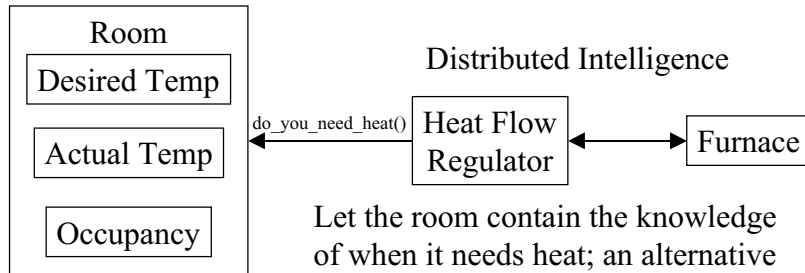 Room
Desired Temp
Actual Temp
Occupancy
do_you_need_heat()
Distributed Intelligence
Heat Flow
Regulator
Furnace
Let the room contain the knowledge
of when it needs heat; an alternative